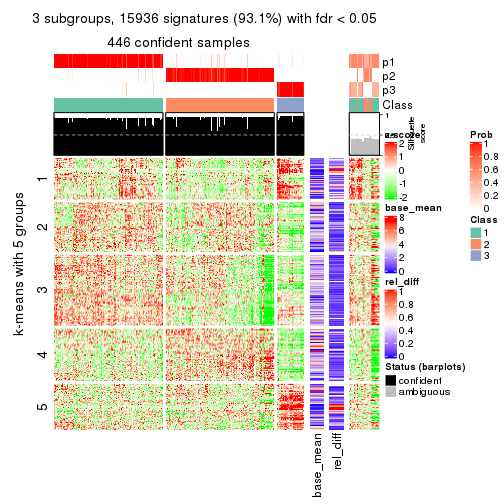 3 subgroups, 15936 signatures (93.1%) with fdr < 0.05
446 confident samples
p1
p2
p3
Class
1
Silhouette
score
k-means with 5 groups
1
2
3
4
5
base_mean
rel_diff
z-score
2
1
0
-1
-2
base_mean
8
6
4
2
0
rel_diff
1
0.8
0.6
0.4
0.2
0
Status (barplots)
confident
ambiguous
Prob
1
0.8
0.6
0.4
0.2
0
Class
1
2
3